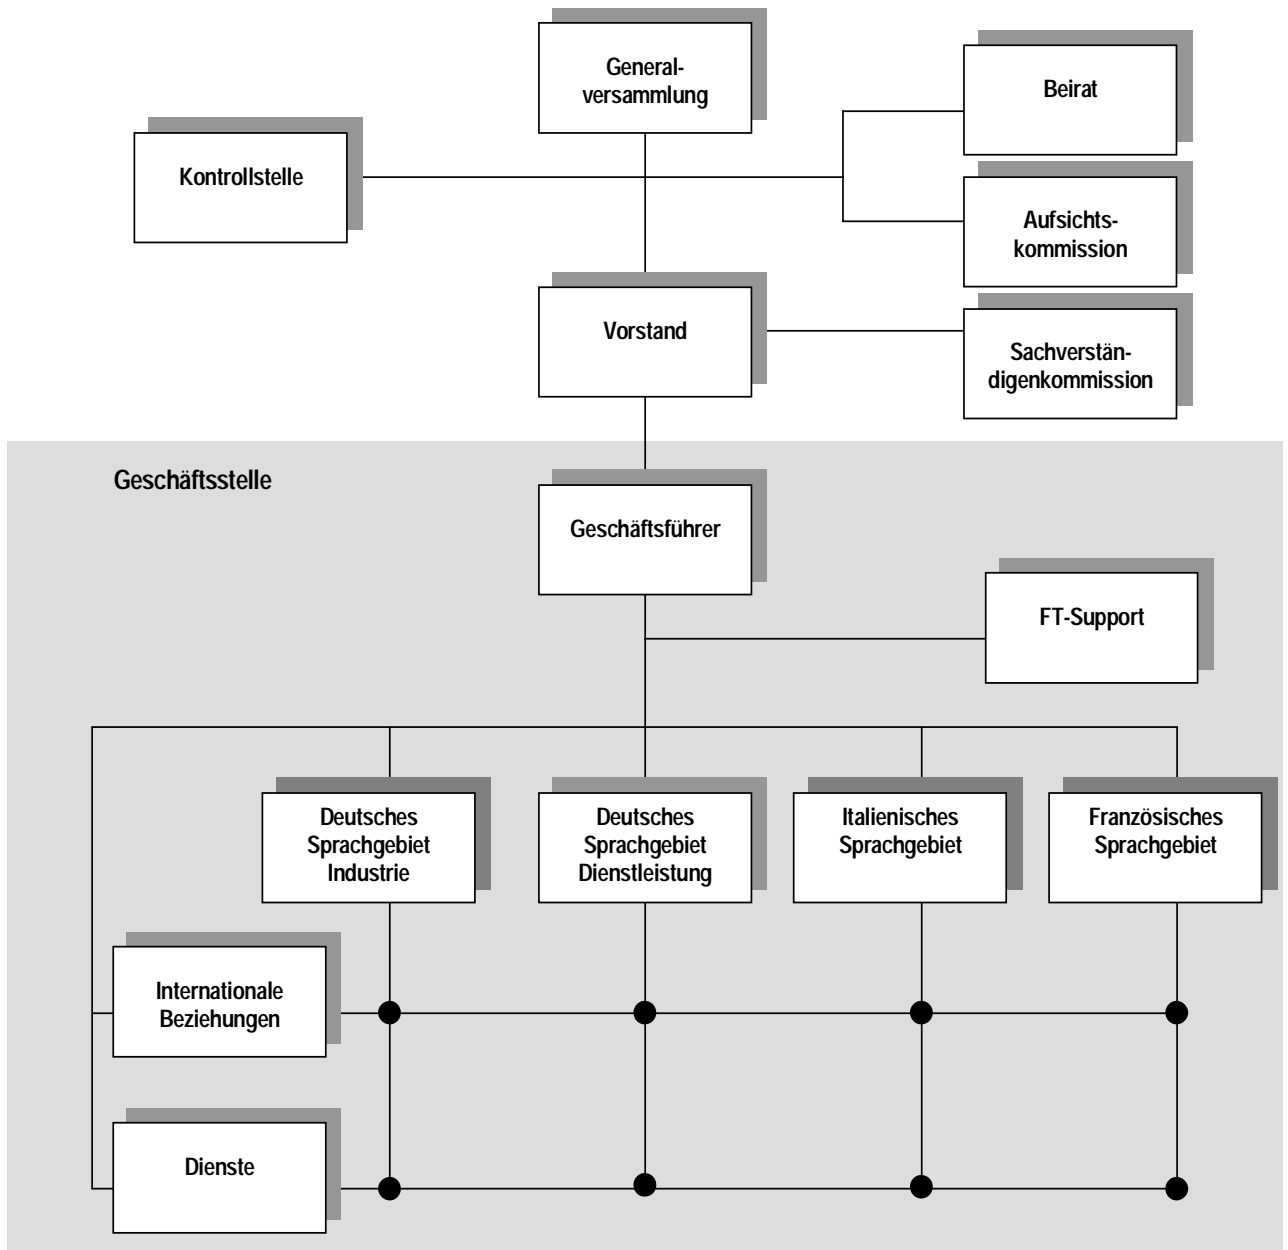 General-
versammlung
Beirat
Kontrollstelle
Aufsichts-
kommission
Vorstand
Sachverstän-
digenkommission
Geschäftsstelle
Geschäftsführer
FT-Support
Deutsches
Sprachgebiet
Industrie
Deutsches
Sprachgebiet
Dienstleistung
Italienisches
Sprachgebiet
Französisches
Sprachgebiet
Internationale
Beziehungen
Dienste